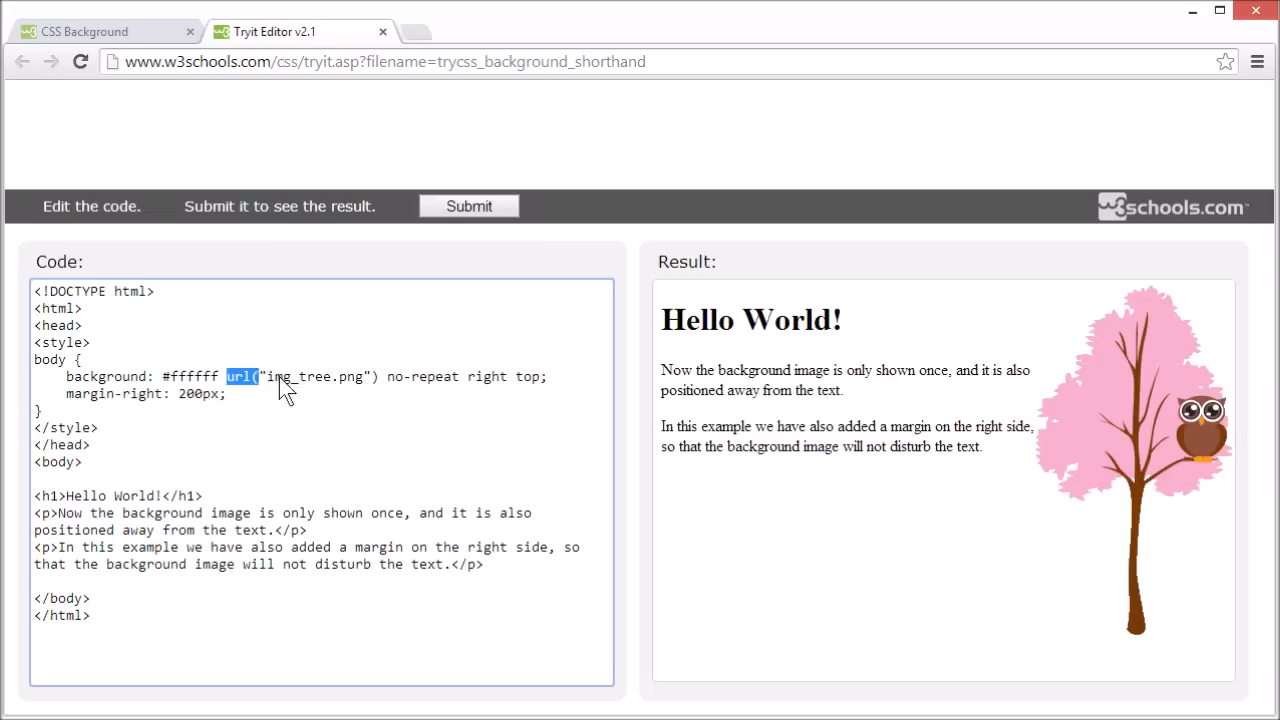 CSS Background
Tryit Editor v2.1
www.w3schools.com/css/tryit.asp?filename=trycss_background_shorthand
Edit the code. Submit it to see the result. Submit
w3schools.com
Code:
<!DOCTYPE html>
<html>
<head>
<style>
body {
    background: #ffffff url("img_tree.png") no-repeat right top;
    margin-right: 200px;
}
</style>
</head>
<body>

<h1>Hello World!</h1>
<p>Now the background image is only shown once, and it is also
positioned away from the text.</p>
<p>In this example we have also added a margin on the right side, so
that the background image will not disturb the text.</p>

</body>
</html>
Result:
Hello World!
Now the background image is only shown once, and it is also
positioned away from the text.
In this example we have also added a margin on the right side,
so that the background image will not disturb the text.